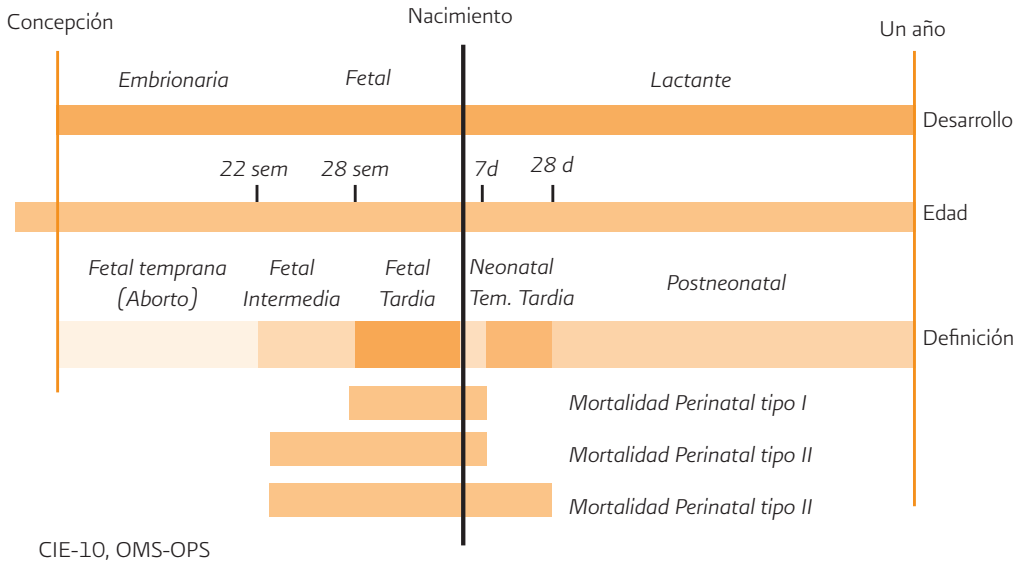 Concepción
Nacimiento
Un año
Embrionaria
Fetal
Lactante
Desarrollo
22 sem
28 sem
7d
28 d
Edad
Fetal temprana
(Aborto)
Fetal
Intermedia
Fetal
Tardia
Neonatal
Tem. Tardia
Postneonatal
Definición
Mortalidad Perinatal tipo I
Mortalidad Perinatal tipo II
Mortalidad Perinatal tipo II
CIE-10, OMS-OPS